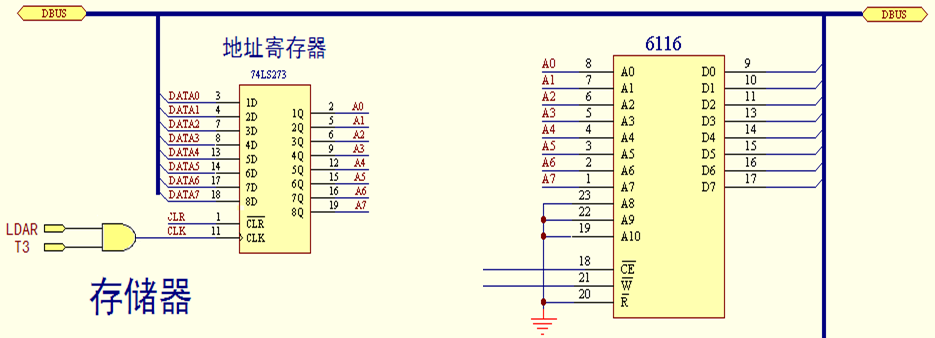 DBUS
DBUS
地址寄存器
74LS273
DATA0 3 1D
DATA1 4 2D
DATA2 7 3D
DATA3 8 4D
DATA4 13 5D
DATA5 14 6D
DATA6 17 7D
DATA7 18 8D
CLR 1 CLR
CLK 11 CLK
1Q 2 A0
2Q 5 A1
3Q 6 A2
4Q 9 A3
5Q 12 A4
6Q 15 A5
7Q 16 A6
8Q 19 A7
LDAR
T3
存储器
6116
A0 8 A0 D0 9
A1 7 A1 D1 10
A2 6 A2 D2 11
A3 5 A3 D3 13
A4 4 A4 D4 14
A5 3 A5 D5 15
A6 2 A6 D6 16
A7 1 A7 D7 17
23 A8
22 A9
19 A10
18 CE
21 W
20 R